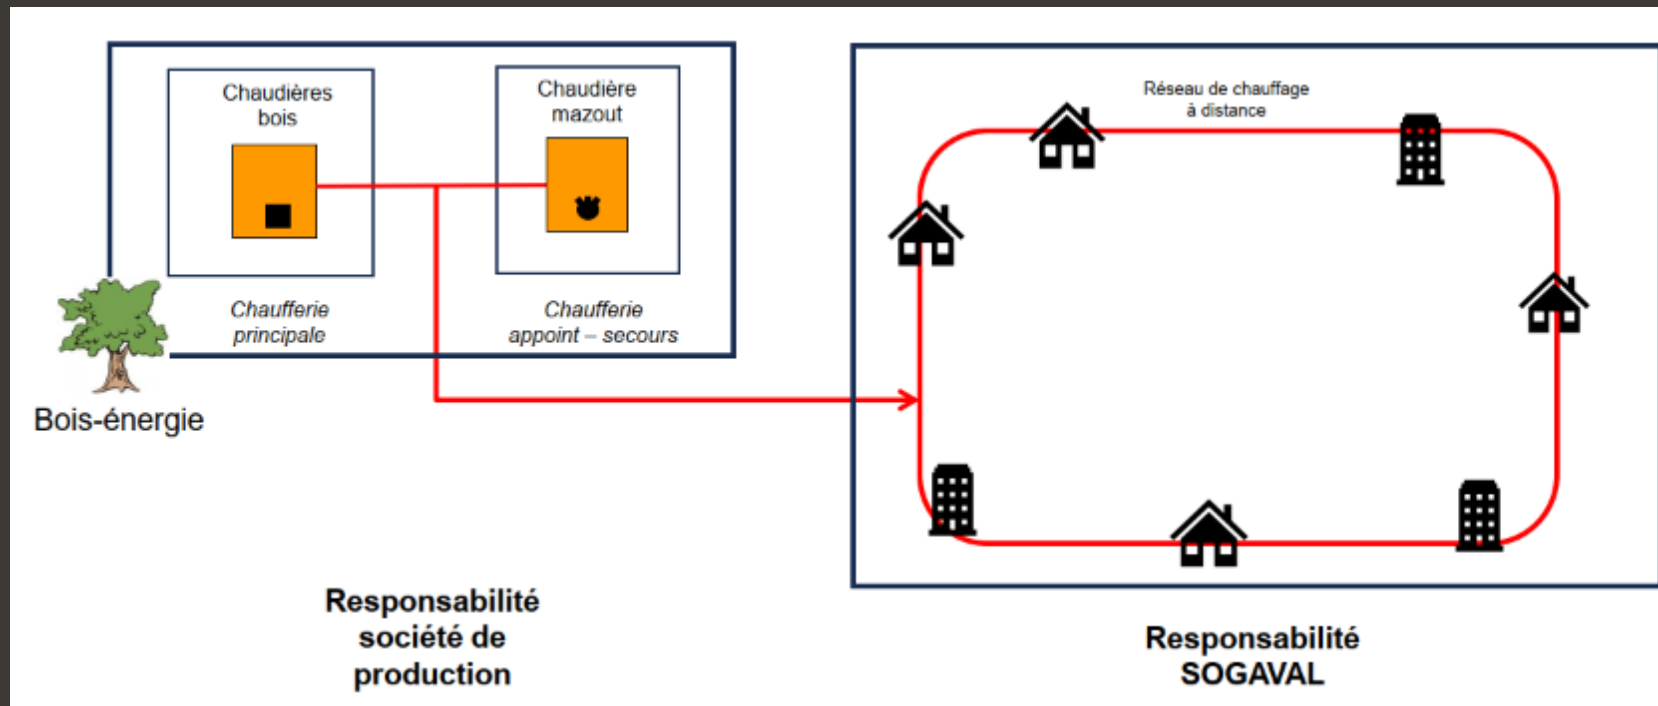 Chaudières
bois
Chaudière
mazout
Chaufferie
principale
Chaufferie
appoint – secours
Bois-énergie
Réseau de chauffage
à distance
Responsabilité
société de
production
Responsabilité
SOGAVAL